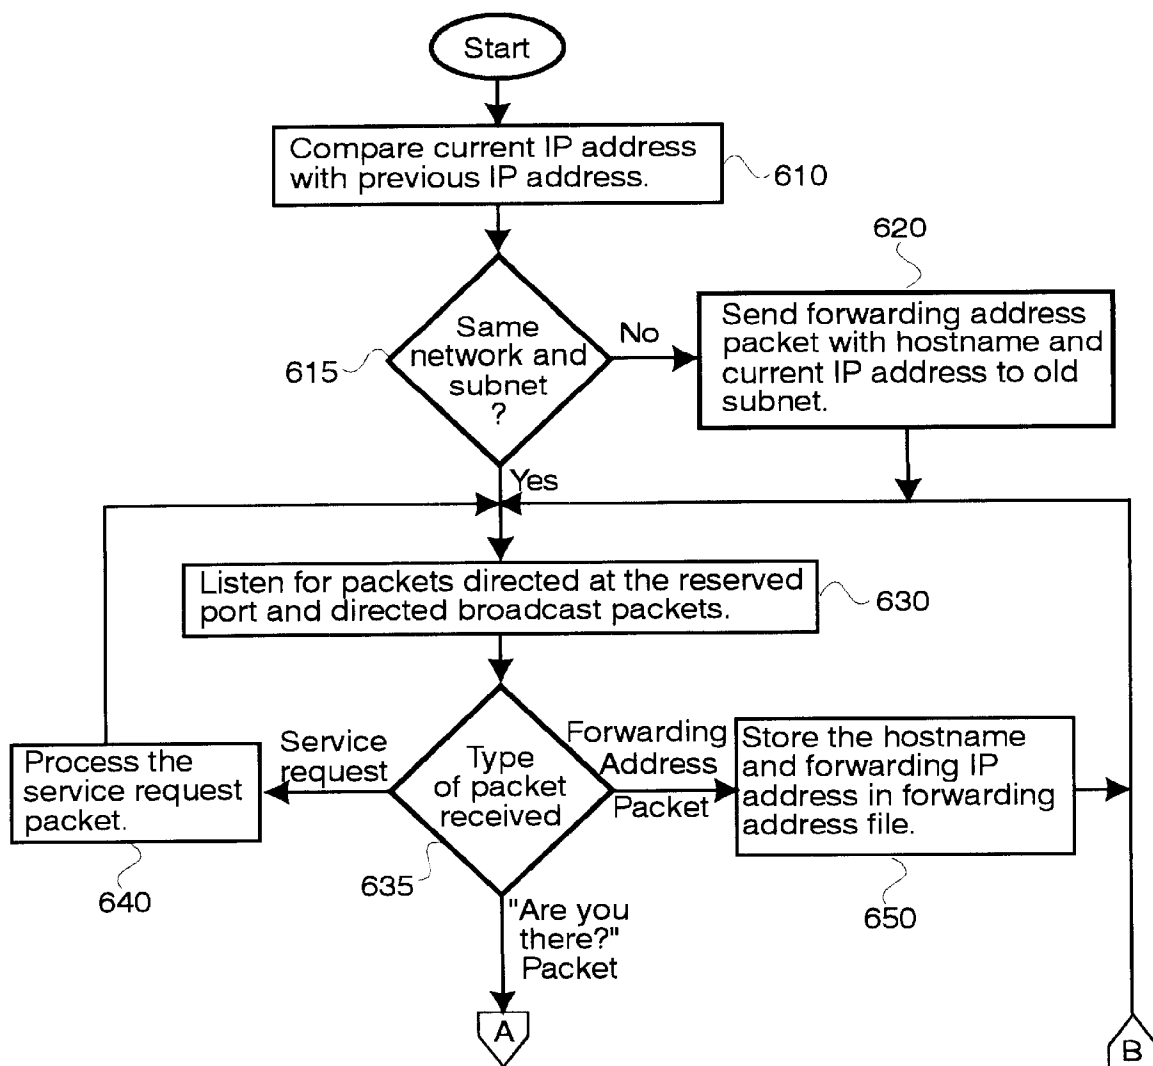 Start
Compare current IP address
with previous IP address.
610
620
Same
network and
subnet
?
615
No
Send forwarding address
packet with hostname and
current IP address to old
subnet.
Yes
Listen for packets directed at the reserved
port and directed broadcast packets.
630
Process the
service request
packet.
640
Service
request
Type
of packet
received
635
Forwarding
Address
Packet
Store the hostname
and forwarding IP
address in forwarding
address file.
650
"Are you
there?"
Packet
A
B